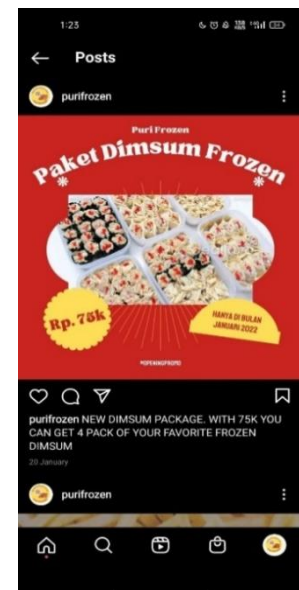 1:23
Posts
purifrozen
Puri Frozen
Paket Dimsum Frozen
Rp. 75k
HANYA DI BULAN
JANUARI 2022
*OPENINGPROMO
purifrozen NEW DIMSUM PACKAGE. WITH 75K YOU
CAN GET 4 PACK OF YOUR FAVORITE FROZEN
DIMSUM
20 January
purifrozen